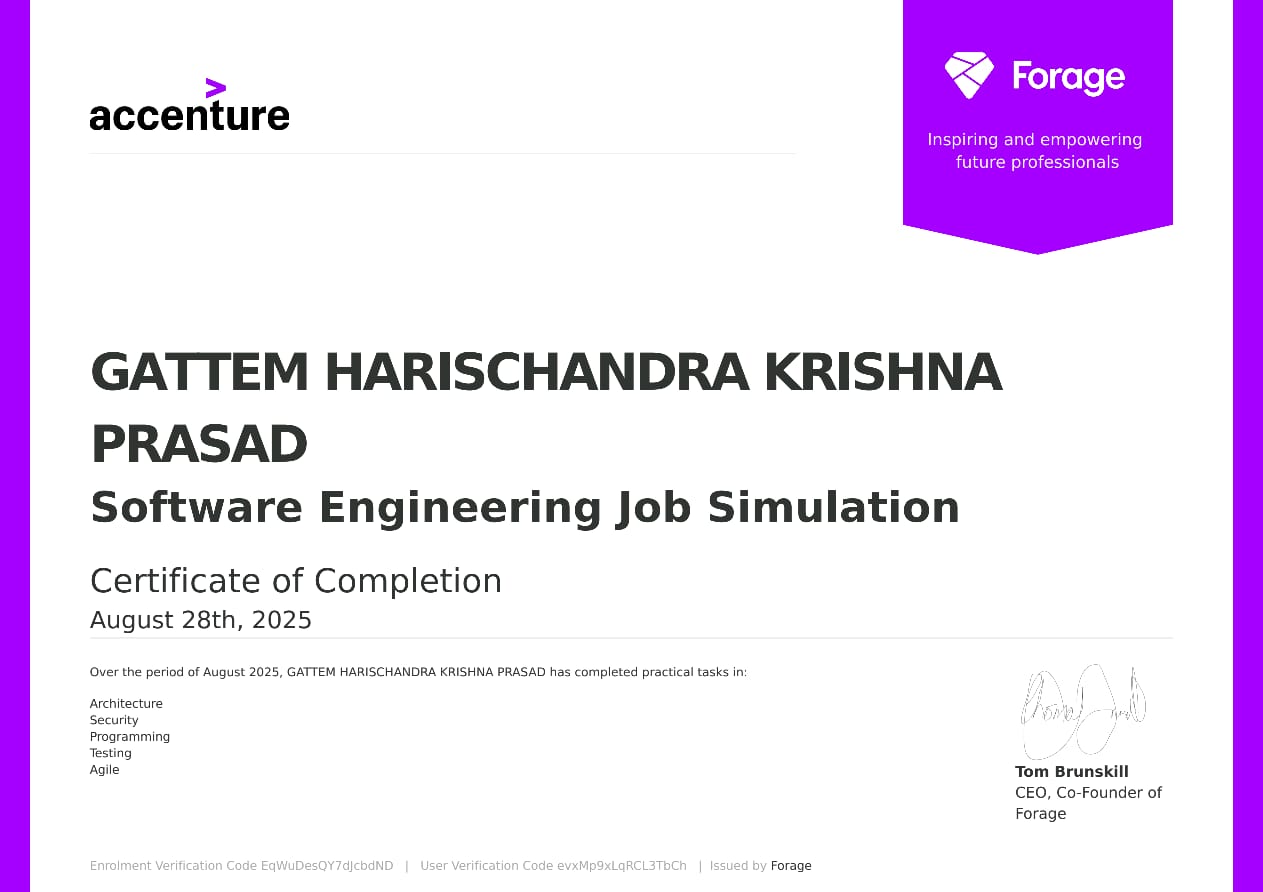 accenture
Forage
Inspiring and empowering
future professionals
GATTEM HARISCHANDRA KRISHNA
PRASAD
Software Engineering Job Simulation
Certificate of Completion
August 28th, 2025
Over the period of August 2025, GATTEM HARISCHANDRA KRISHNA PRASAD has completed practical tasks in:
Architecture
Security
Programming
Testing
Agile
Tom Brunskill
CEO, Co-Founder of
Forage
Enrolment Verification Code EqWuDesQY7dJcbdND | User Verification Code evxMp9xLqRCL3TbCh | Issued by Forage